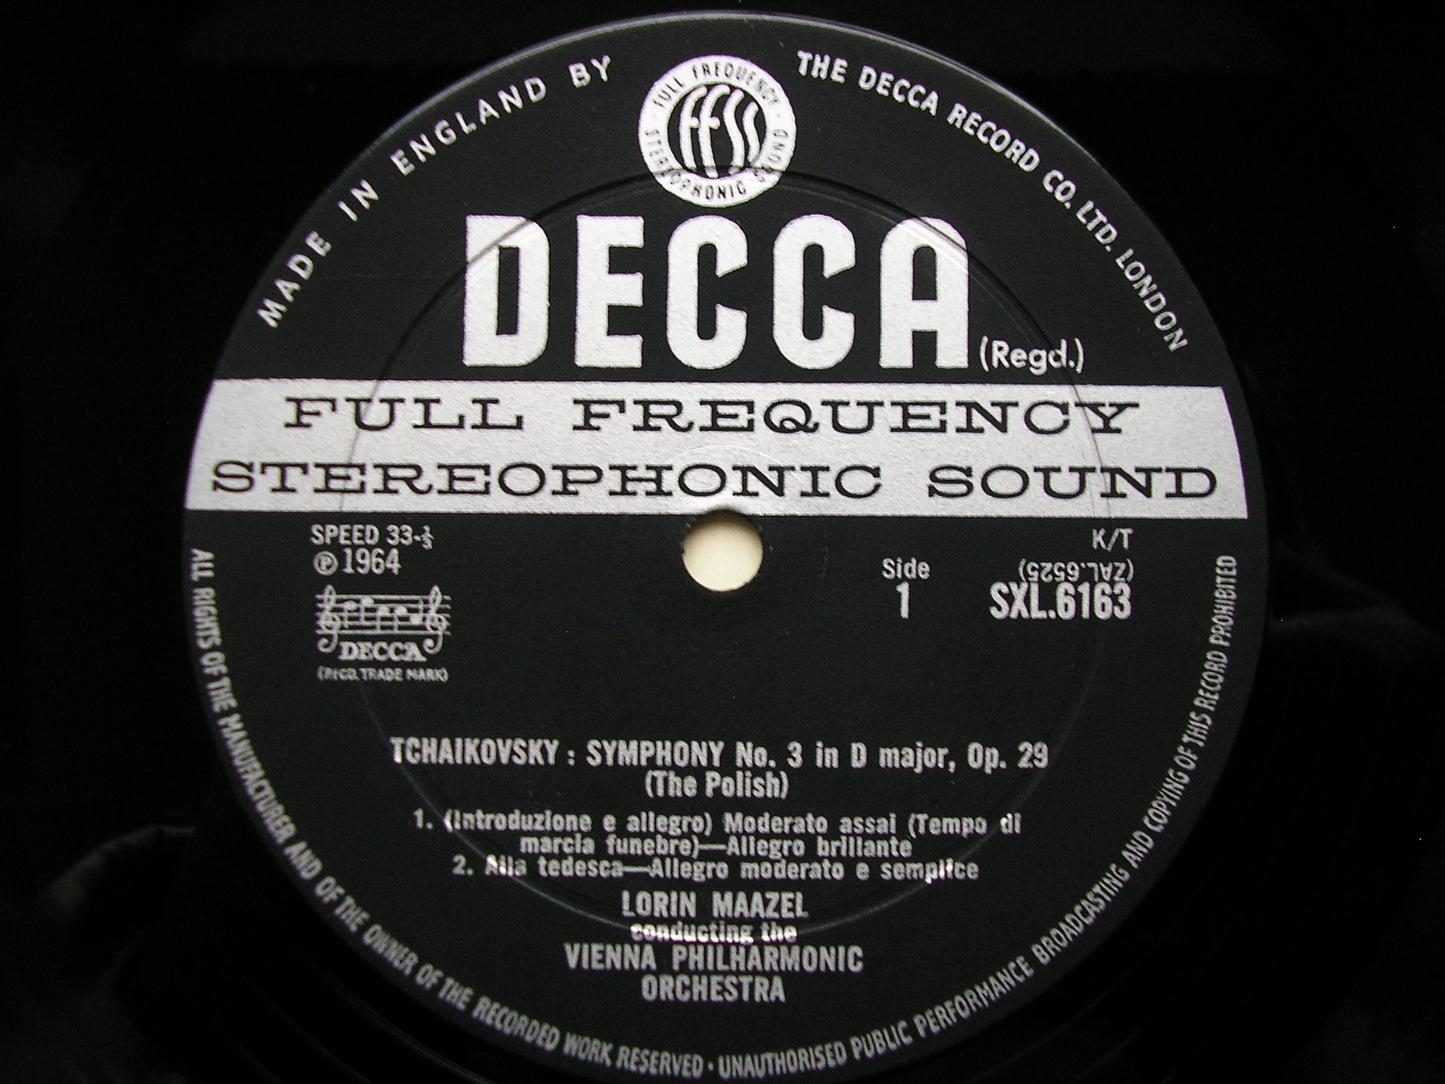 MADE IN ENGLAND BY
THE DECCA RECORD CO. LTD. LONDON
FULL FREQUENCY
STEREOPHONIC SOUND
FFSS
DECCA (Regd.)
FULL FREQUENCY
STEREOPHONIC SOUND
SPEED 33-⅓
℗ 1964
DECCA
(REGD. TRADE MARK)
K/T
(ZAL.6525)
Side
1
SXL.6163
TCHAIKOVSKY : SYMPHONY No. 3 in D major, Op. 29
(The Polish)
1. (Introduzione e allegro) Moderato assai (Tempo di
marcia funebre)—Allegro brillante
2. Alla tedesca—Allegro moderato e semplice
LORIN MAAZEL
conducting the
VIENNA PHILHARMONIC
ORCHESTRA
ALL RIGHTS OF THE MANUFACTURER AND OF THE OWNER OF THE RECORDED WORK RESERVED · UNAUTHORISED PUBLIC PERFORMANCE BROADCASTING AND COPYING OF THIS RECORD PROHIBITED